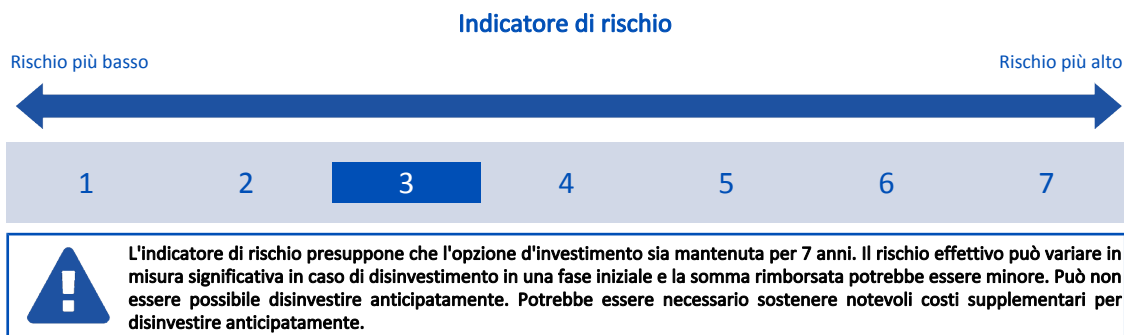 Indicatore di rischio
Rischio più basso
Rischio più alto
1 2 3 4 5 6 7
L'indicatore di rischio presuppone che l'opzione d'investimento sia mantenuta per 7 anni. Il rischio effettivo può variare in
misura significativa in caso di disinvestimento in una fase iniziale e la somma rimborsata potrebbe essere minore. Può non
essere possibile disinvestire anticipatamente. Potrebbe essere necessario sostenere notevoli costi supplementari per
disinvestire anticipatamente.